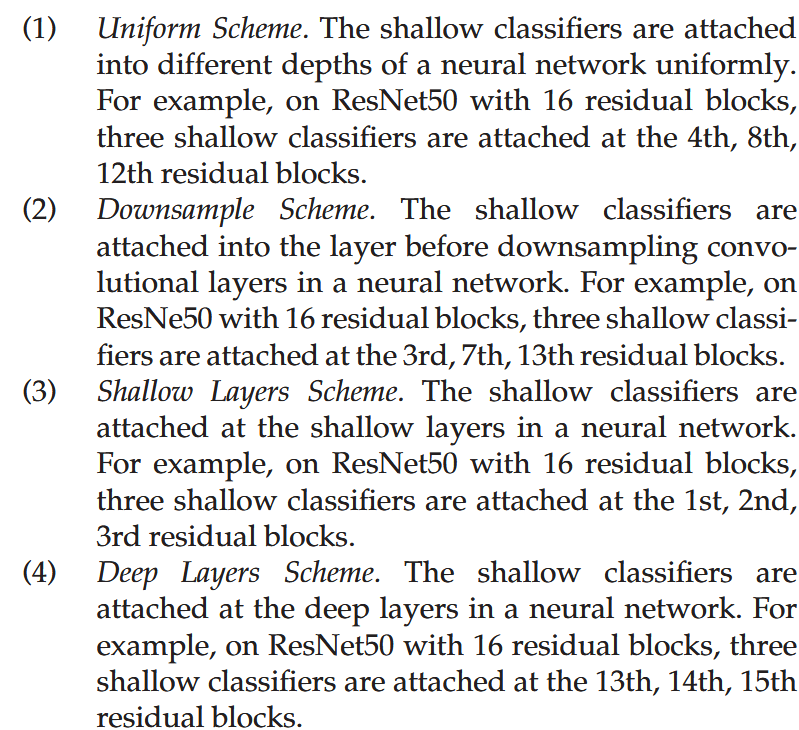 (1) Uniform Scheme. The shallow classifiers are attached
into different depths of a neural network uniformly.
For example, on ResNet50 with 16 residual blocks,
three shallow classifiers are attached at the 4th, 8th,
12th residual blocks.
(2) Downsample Scheme. The shallow classifiers are
attached into the layer before downsampling convo-
lutional layers in a neural network. For example, on
ResNe50 with 16 residual blocks, three shallow classi-
fiers are attached at the 3rd, 7th, 13th residual blocks.
(3) Shallow Layers Scheme. The shallow classifiers are
attached at the shallow layers in a neural network.
For example, on ResNet50 with 16 residual blocks,
three shallow classifiers are attached at the 1st, 2nd,
3rd residual blocks.
(4) Deep Layers Scheme. The shallow classifiers are
attached at the deep layers in a neural network. For
example, on ResNet50 with 16 residual blocks, three
shallow classifiers are attached at the 13th, 14th, 15th
residual blocks.